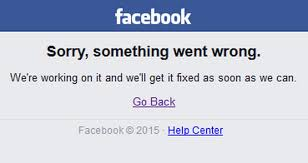 facebook
Sorry, something went wrong.
We're working on it and we'll get it fixed as soon as we can.
Go Back
Facebook © 2015 · Help Center